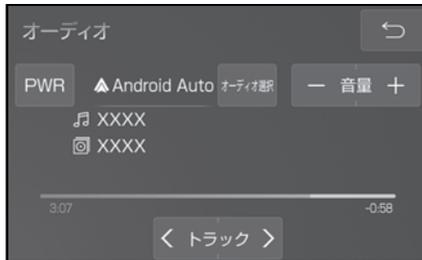 オーディオ
PWR Android Auto オーディオ選択 － 音量 ＋
XXXX
XXXX
3:07 -0:58
＜ トラック ＞